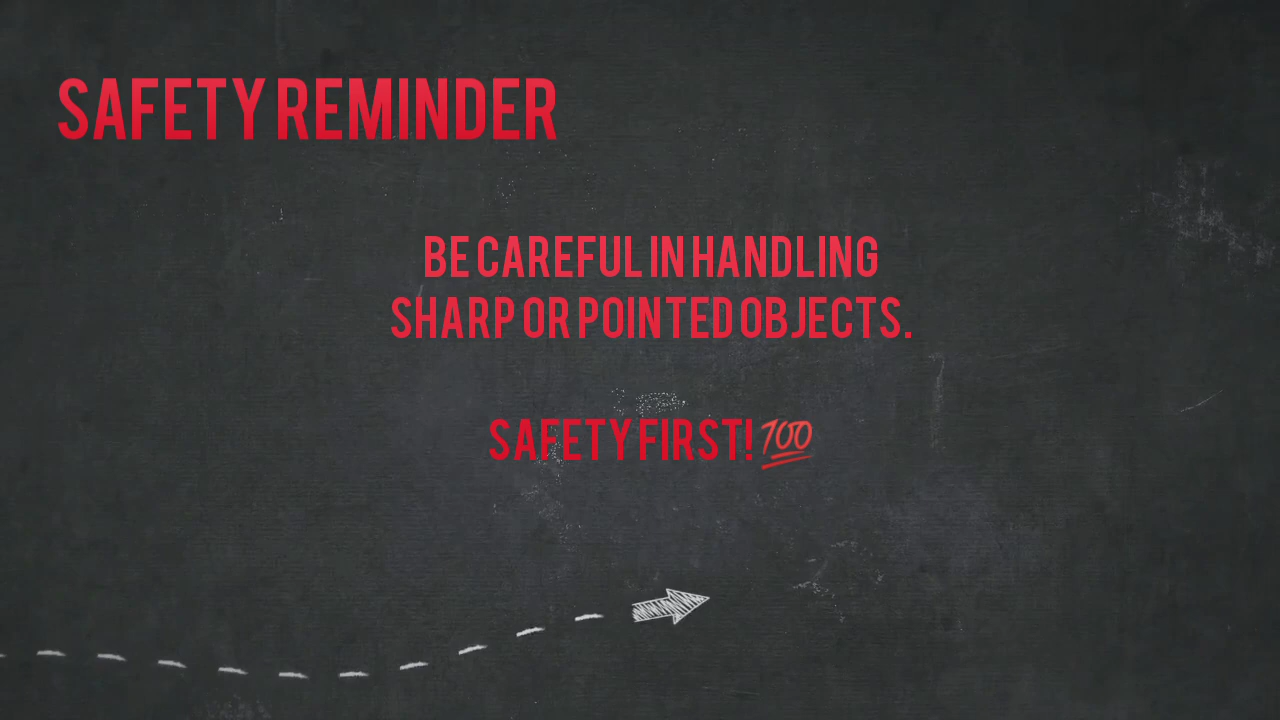 SAFETY REMINDER
BE CAREFUL IN HANDLING
SHARP OR POINTED OBJECTS.
SAFETY FIRST! 💯